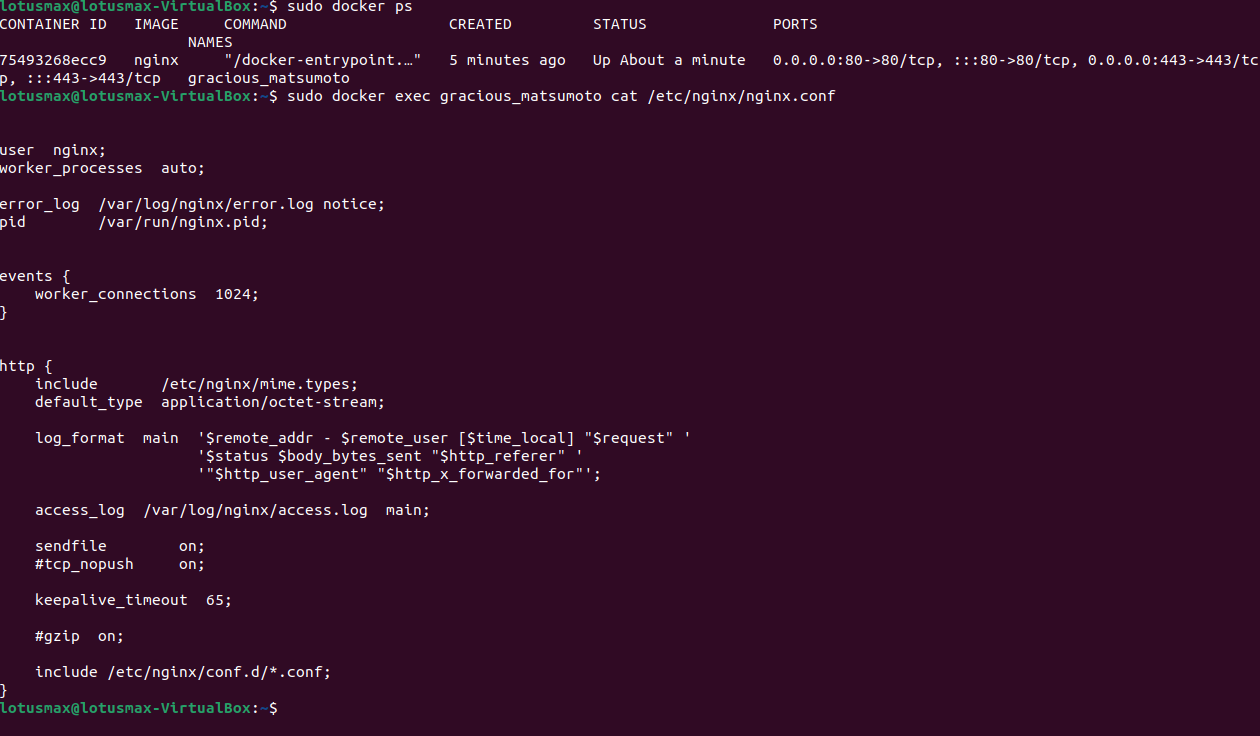 lotusmax@lotusmax-VirtualBox:~$ sudo docker ps
CONTAINER ID   IMAGE     COMMAND                  CREATED         STATUS              PORTS
                     NAMES
75493268ecc9   nginx     "/docker-entrypoint.…"   5 minutes ago   Up About a minute   0.0.0.0:80->80/tcp, :::80->80/tcp, 0.0.0.0:443->443/tc
p, :::443->443/tcp   gracious_matsumoto
lotusmax@lotusmax-VirtualBox:~$ sudo docker exec gracious_matsumoto cat /etc/nginx/nginx.conf
user  nginx;
worker_processes  auto;
error_log  /var/log/nginx/error.log notice;
pid        /var/run/nginx.pid;
events {
    worker_connections  1024;
}
http {
    include       /etc/nginx/mime.types;
    default_type  application/octet-stream;
    log_format  main  '$remote_addr - $remote_user [$time_local] "$request" '
                      '$status $body_bytes_sent "$http_referer" '
                      '"$http_user_agent" "$http_x_forwarded_for"';
    access_log  /var/log/nginx/access.log  main;
    sendfile        on;
    #tcp_nopush     on;
    keepalive_timeout  65;
    #gzip  on;
    include /etc/nginx/conf.d/*.conf;
}
lotusmax@lotusmax-VirtualBox:~$